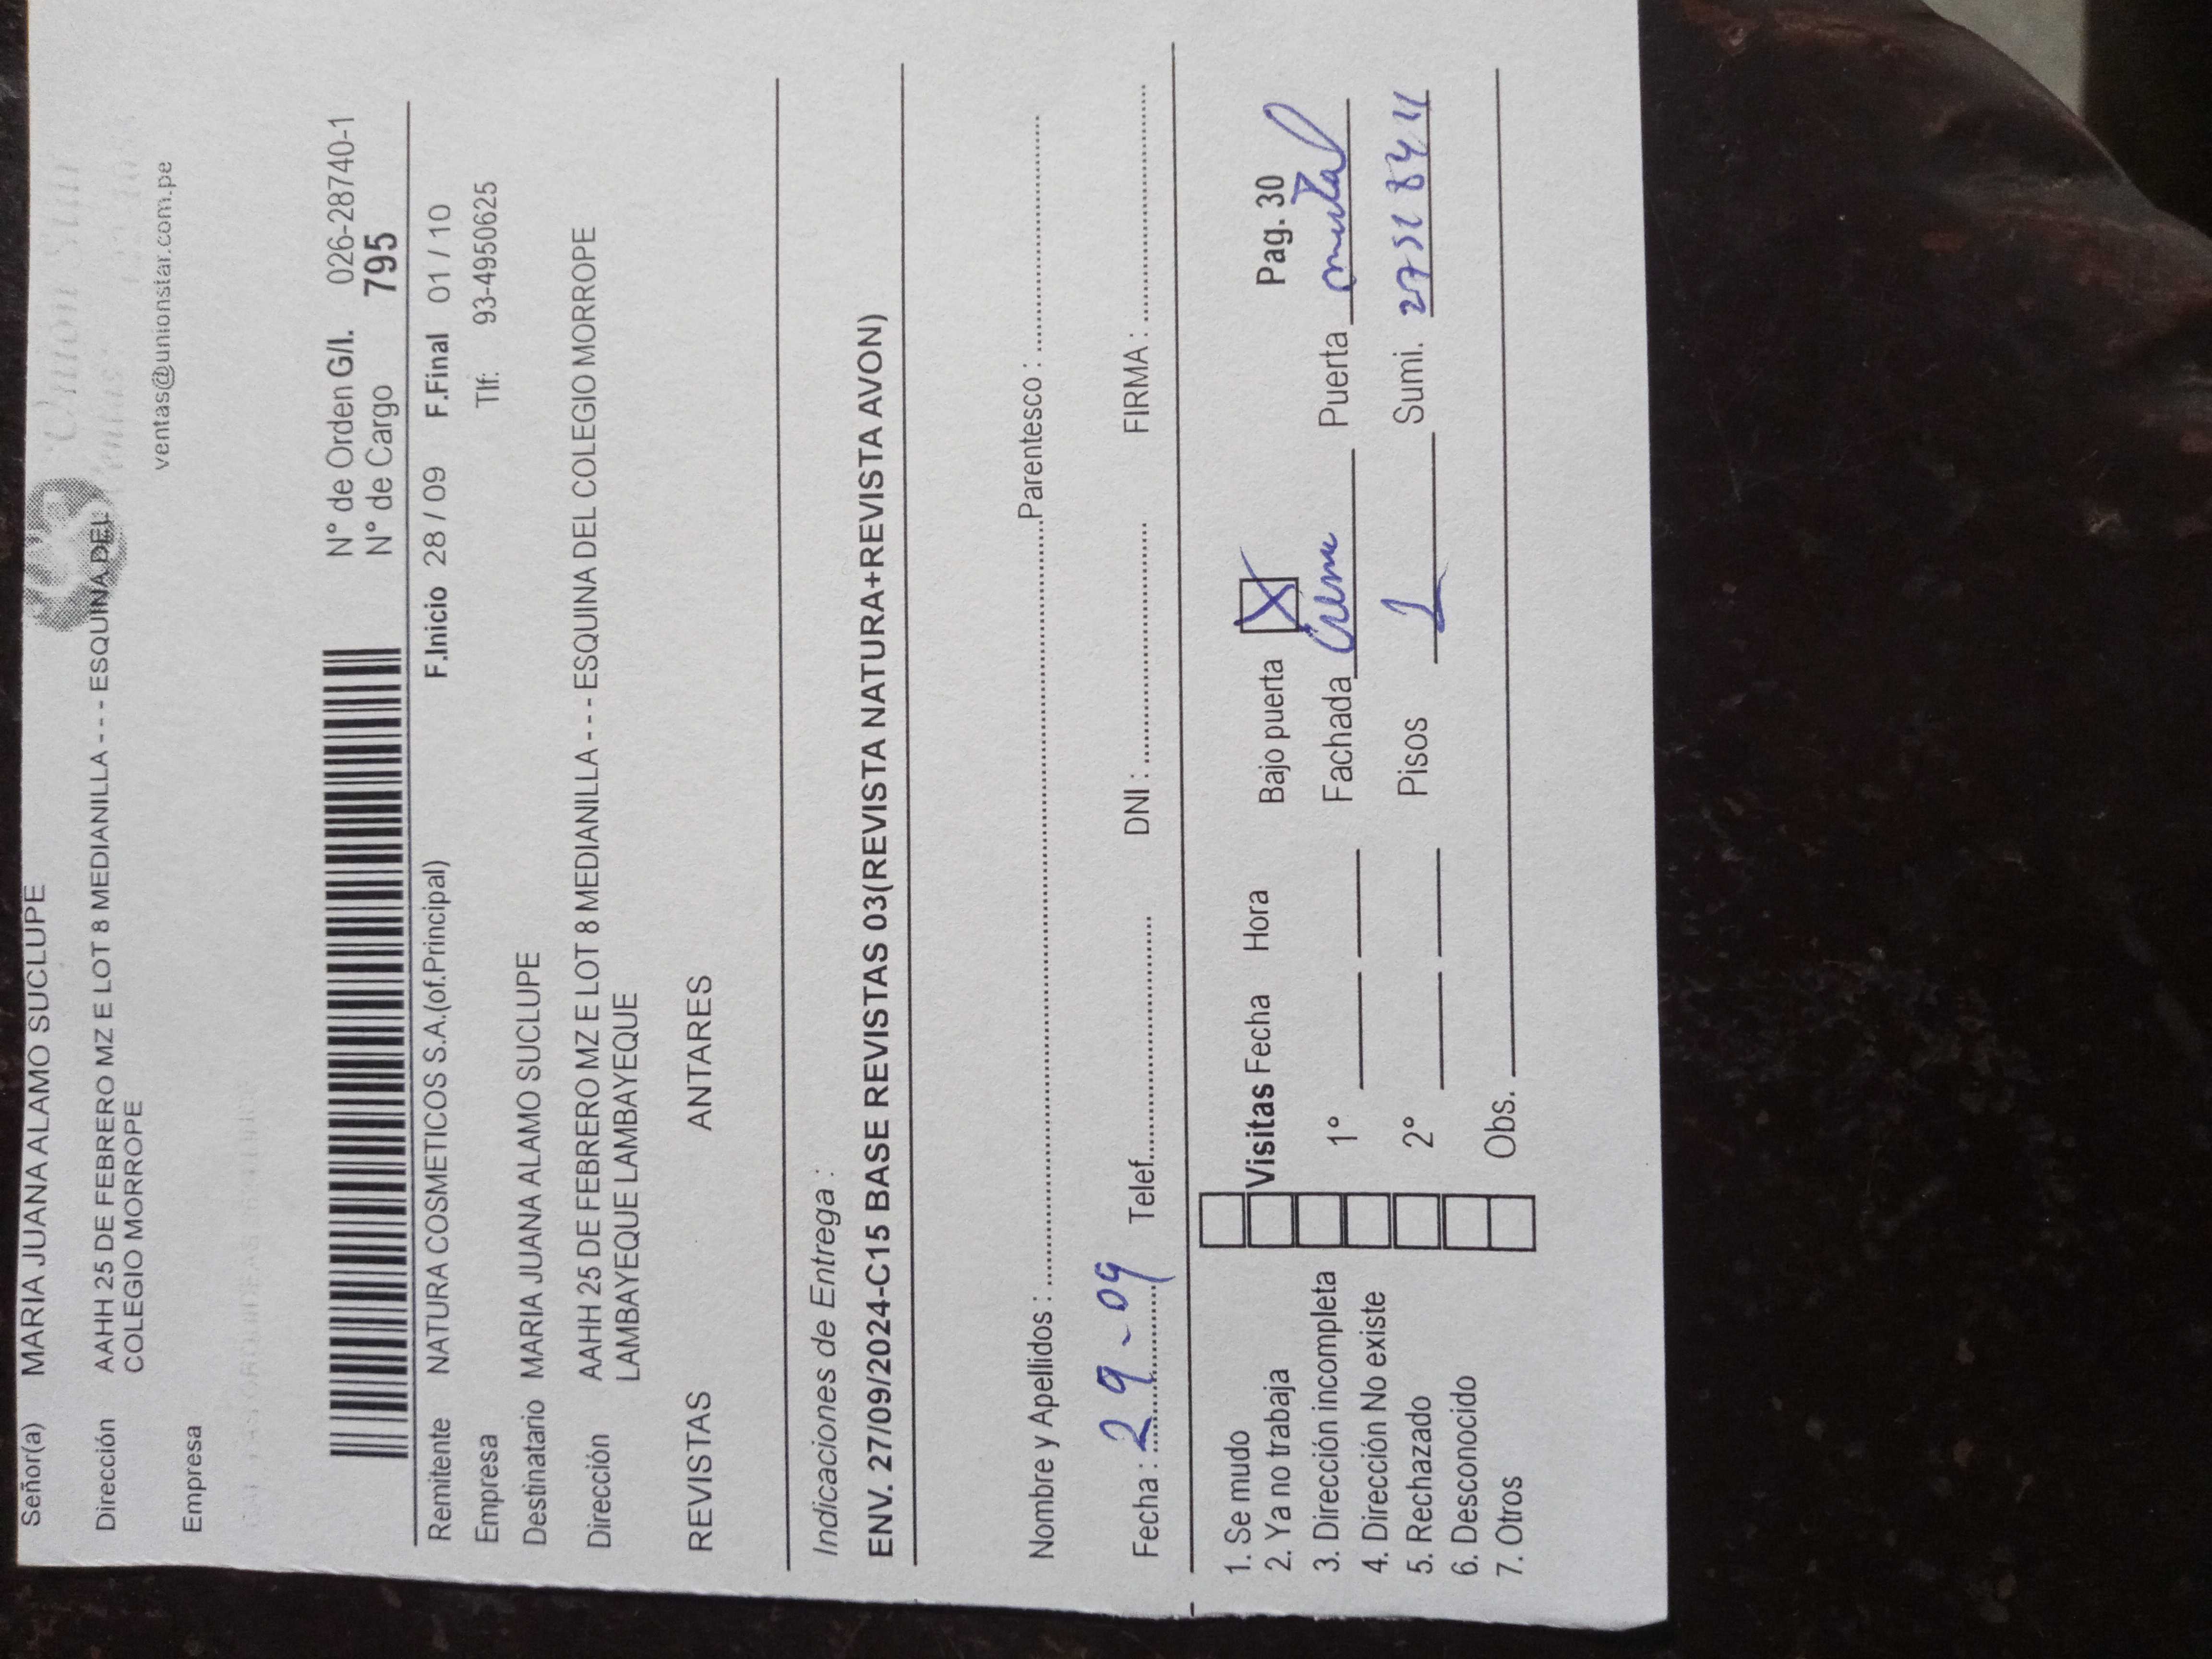 Señor(a) MARIA JUANA ALAMO SUCLUPE
Dirección AAHH 25 DE FEBRERO MZ E LOT 8 MEDIANILLA - - - ESQUINA DEL
COLEGIO MORROPE
ventas@unionstar.com.pe
Empresa
N° de Orden G/I. 026-28740-1
N° de Cargo 795
F.Inicio 28 / 09 F.Final 01 / 10
Remitente NATURA COSMETICOS S.A.(of.Principal)
Empresa Tlf: 93-4950625
Destinatario MARIA JUANA ALAMO SUCLUPE
Dirección AAHH 25 DE FEBRERO MZ E LOT 8 MEDIANILLA - - - ESQUINA DEL COLEGIO MORROPE
LAMBAYEQUE LAMBAYEQUE
REVISTAS ANTARES
Indicaciones de Entrega :
ENV. 27/09/2024-C15 BASE REVISTAS 03(REVISTA NATURA+REVISTA AVON)
Nombre y Apellidos : Parentesco :
Fecha : 29-09 Telef. DNI : FIRMA :
1. Se mudo
2. Ya no trabaja Visitas Fecha Hora Bajo puerta X Pag. 30
3. Dirección incompleta
4. Dirección No existe 1° Fachada Puerta
5. Rechazado 2° Pisos 1 Sumi.
6. Desconocido
7. Otros Obs.